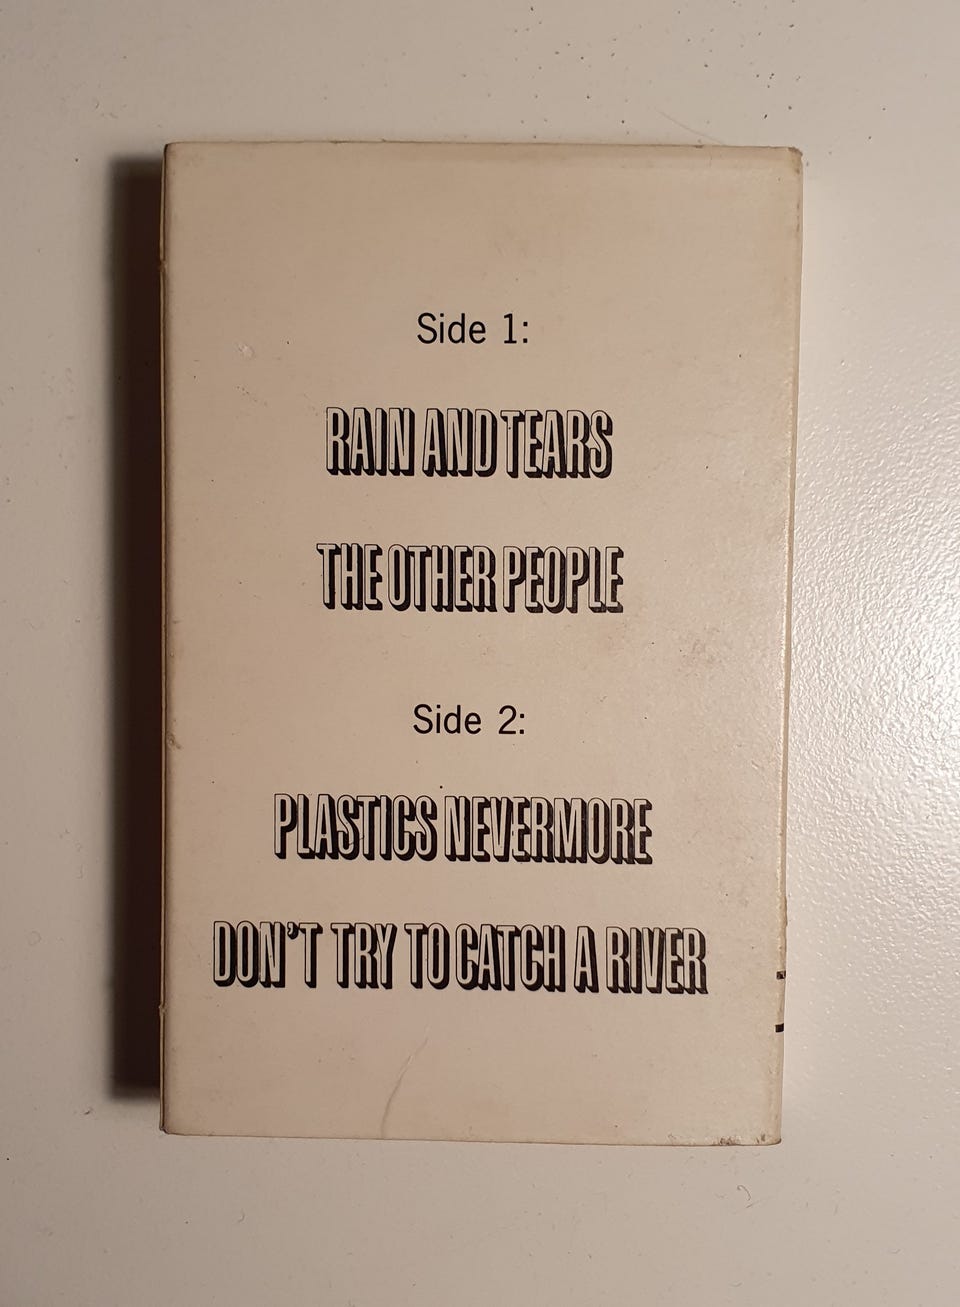 Side 1:
RAIN AND TEARS
THE OTHER PEOPLE
Side 2:
PLASTICS NEVERMORE
DON'T TRY TO CATCH A RIVER